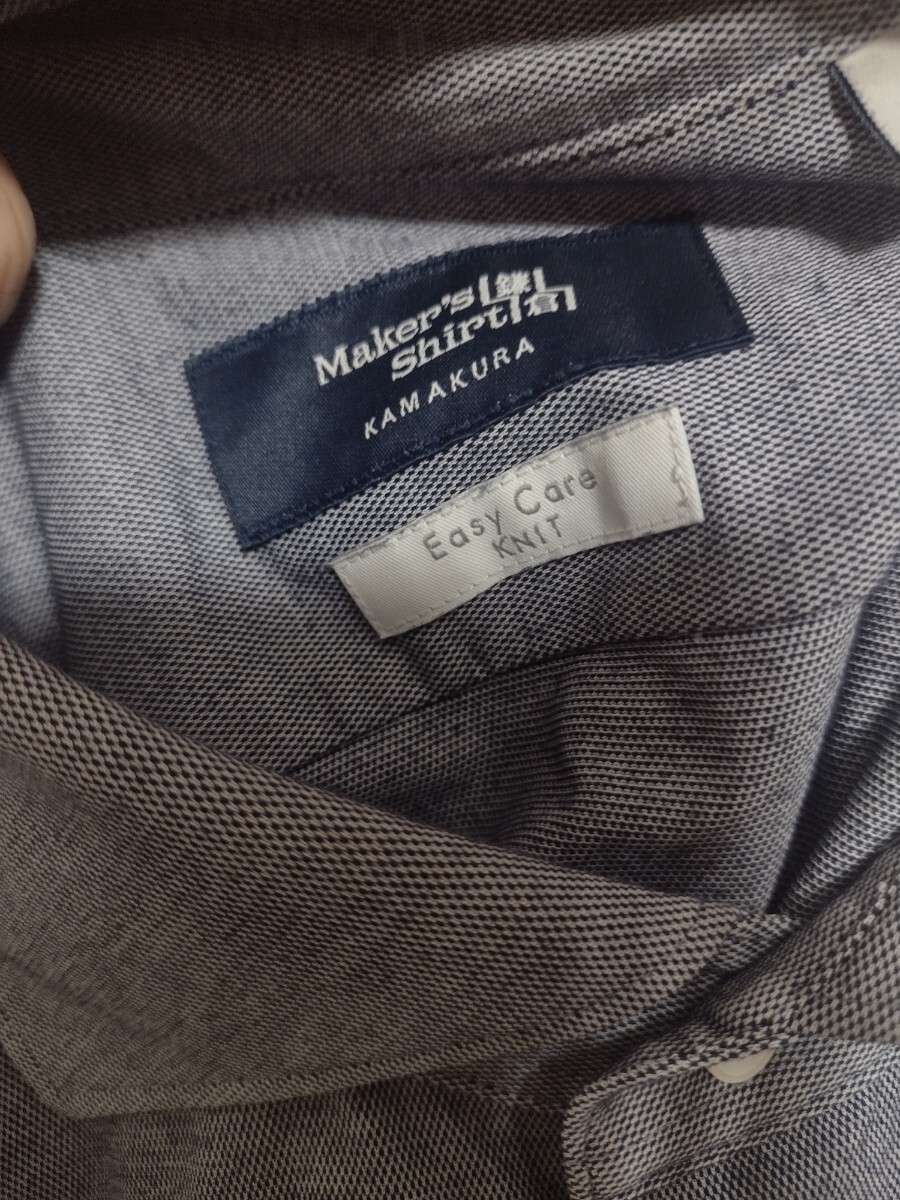 Maker's
Shirt 鎌倉
KAMAKURA
Easy Care
KNIT